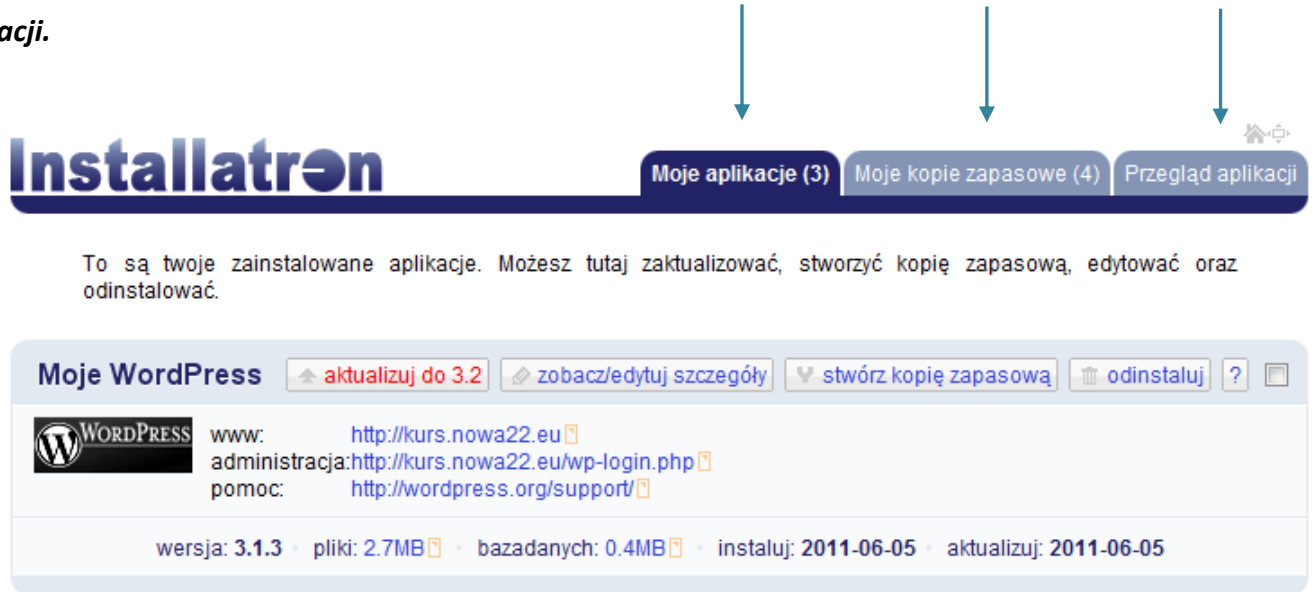 acji.
Installatron
Moje aplikacje (3) Moje kopie zapasowe (4) Przegląd aplikacji
To są twoje zainstalowane aplikacje. Możesz tutaj zaktualizować, stworzyć kopię zapasową, edytować oraz
odinstalować.
Moje WordPress aktualizuj do 3.2 zobacz/edytuj szczegóły stwórz kopię zapasową odinstaluj ?
WORDPRESS www: http://kurs.nowa22.eu
administracja:http://kurs.nowa22.eu/wp-login.php
pomoc: http://wordpress.org/support/
wersja: 3.1.3 · pliki: 2.7MB · bazadanych: 0.4MB · instaluj: 2011-06-05 · aktualizuj: 2011-06-05